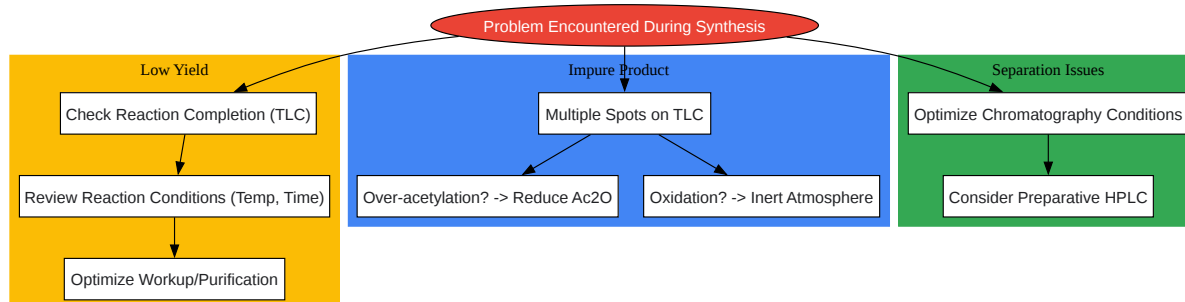 Problem Encountered During Synthesis
Low Yield
Check Reaction Completion (TLC)
Review Reaction Conditions (Temp, Time)
Optimize Workup/Purification
Impure Product
Multiple Spots on TLC
Over-acetylation? -> Reduce Ac2O
Oxidation? -> Inert Atmosphere
Separation Issues
Optimize Chromatography Conditions
Consider Preparative HPLC